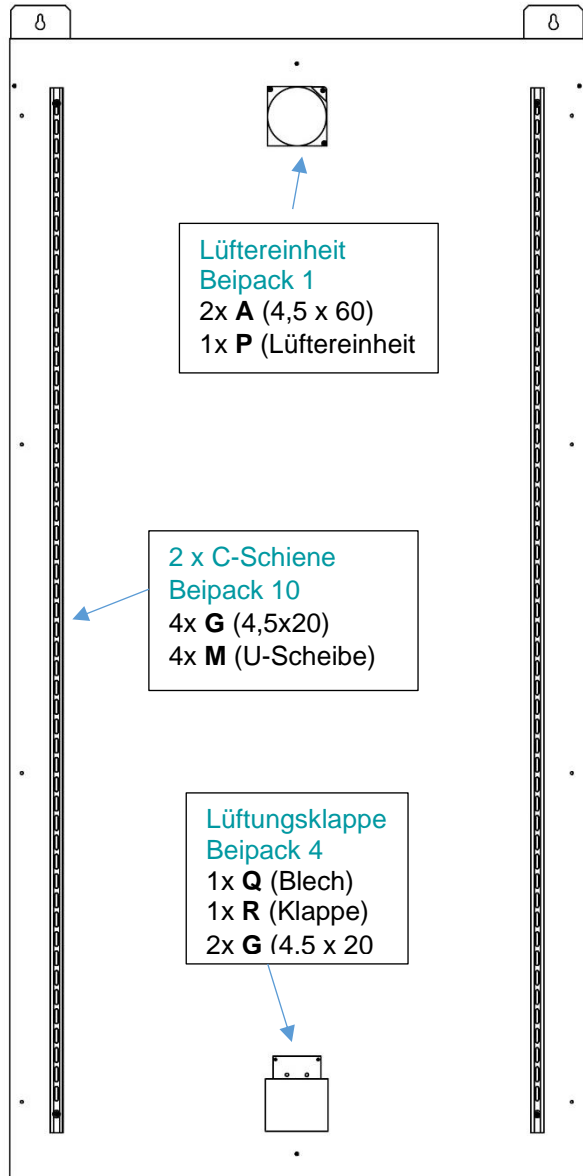 Lüftereinheit
Beipack 1
2x A (4,5 x 60)
1x P (Lüftereinheit
2 x C-Schiene
Beipack 10
4x G (4,5x20)
4x M (U-Scheibe)
Lüftungsklappe
Beipack 4
1x Q (Blech)
1x R (Klappe)
2x G (4,5 x 20